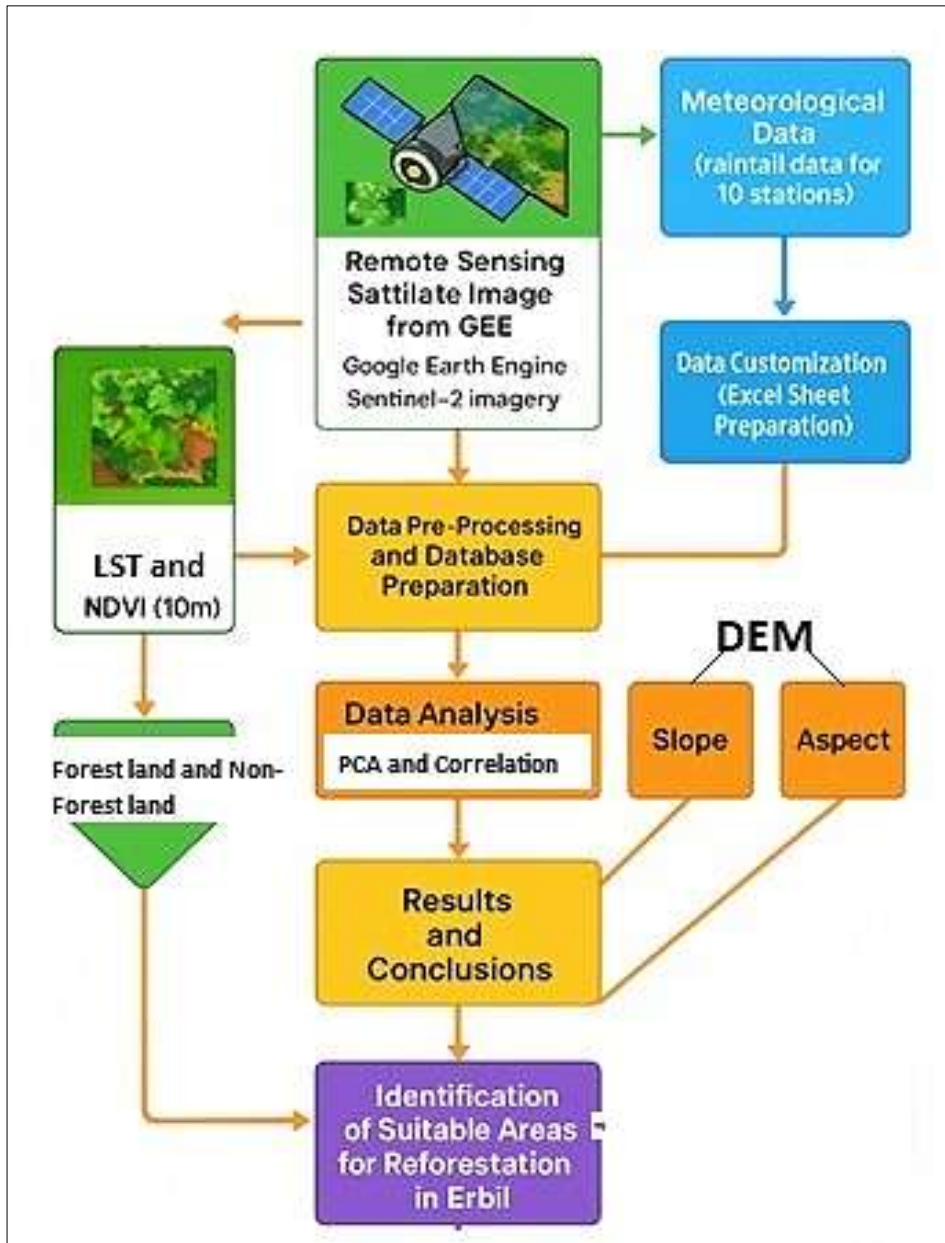 Meteorological
Data
(raintall data for
10 stations)
Remote Sensing
Sattilate Image
from GEE
Google Earth Engine
Sentinel-2 imagery
Data Customization
(Excel Sheet
Preparation)
LST and
NDVI (10m)
Data Pre-Processing
and Database
Preparation
DEM
Slope
Aspect
Data Analysis
PCA and Correlation
Forest land and Non-
Forest land
Results
and
Conclusions
Identification
of Suitable Areas
for Reforestation
in Erbil